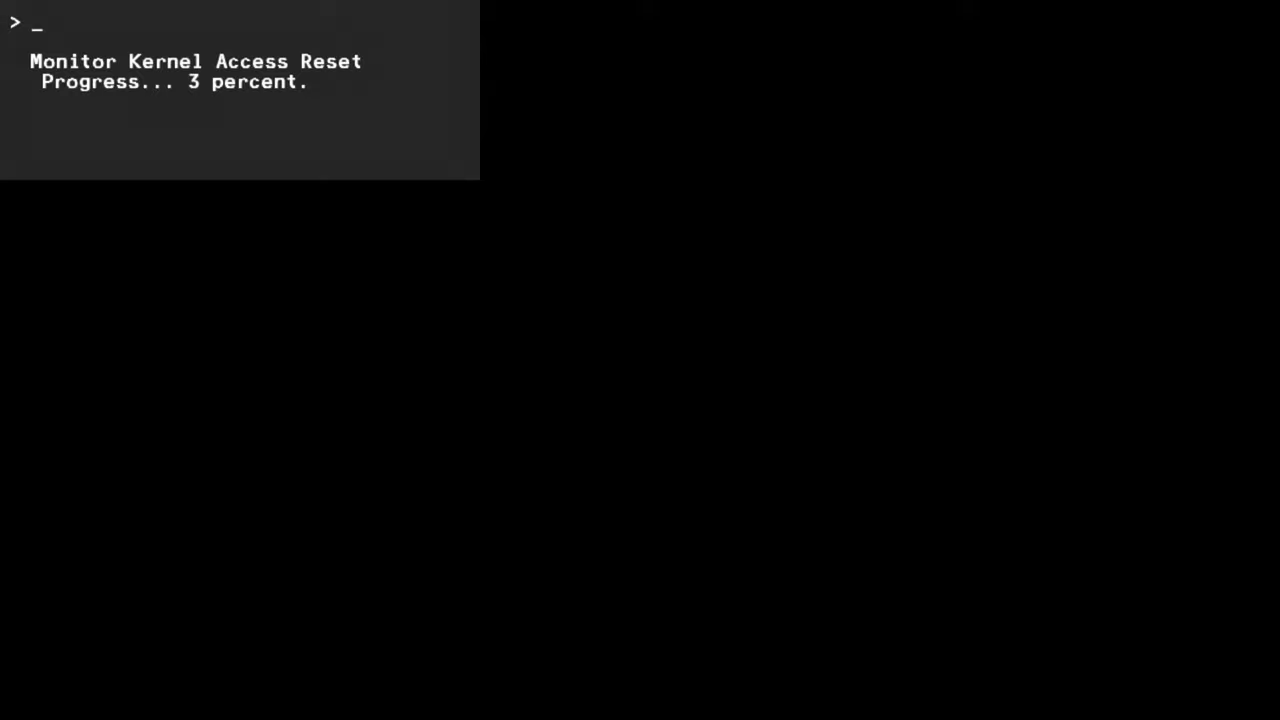 > _
Monitor Kernel Access Reset
Progress... 3 percent.